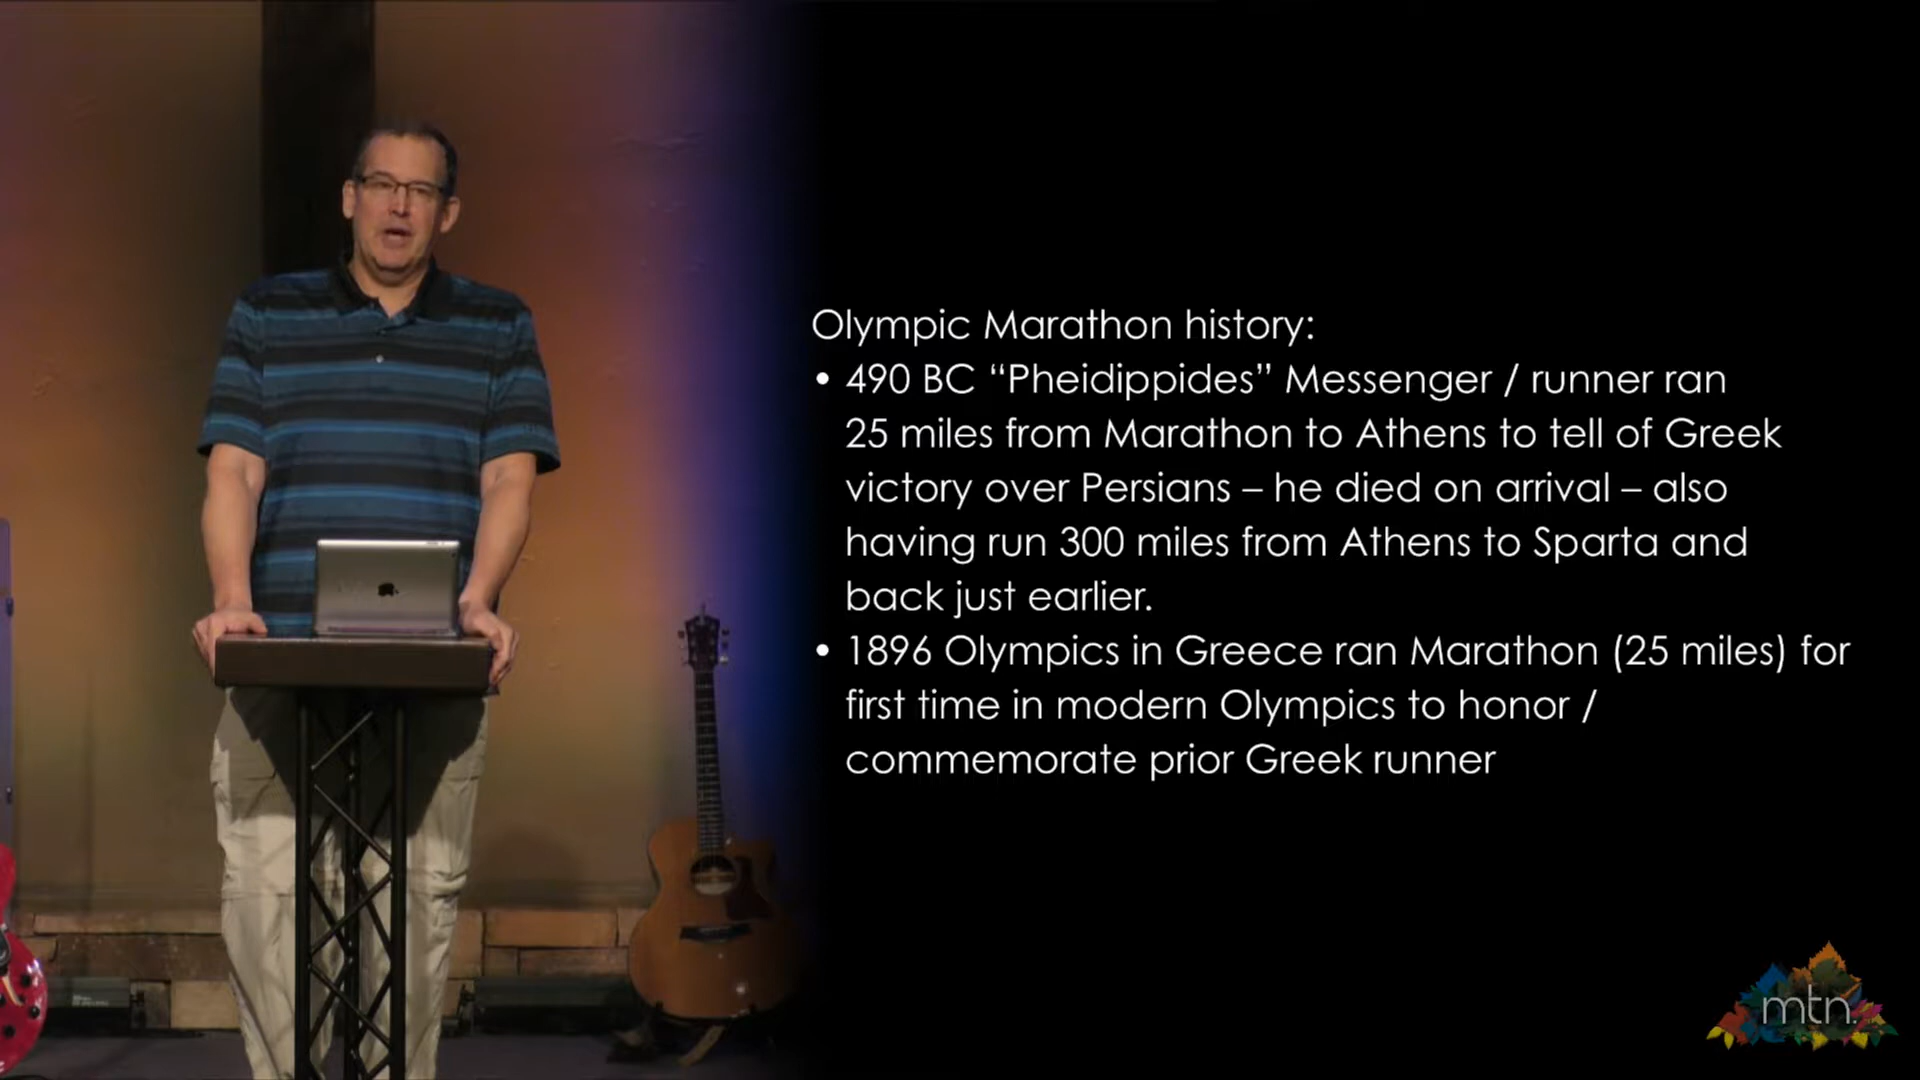 Olympic Marathon history:
• 490 BC “Pheidippides” Messenger / runner ran
25 miles from Marathon to Athens to tell of Greek
victory over Persians – he died on arrival – also
having run 300 miles from Athens to Sparta and
back just earlier.
• 1896 Olympics in Greece ran Marathon (25 miles) for
first time in modern Olympics to honor /
commemorate prior Greek runner
mtn.